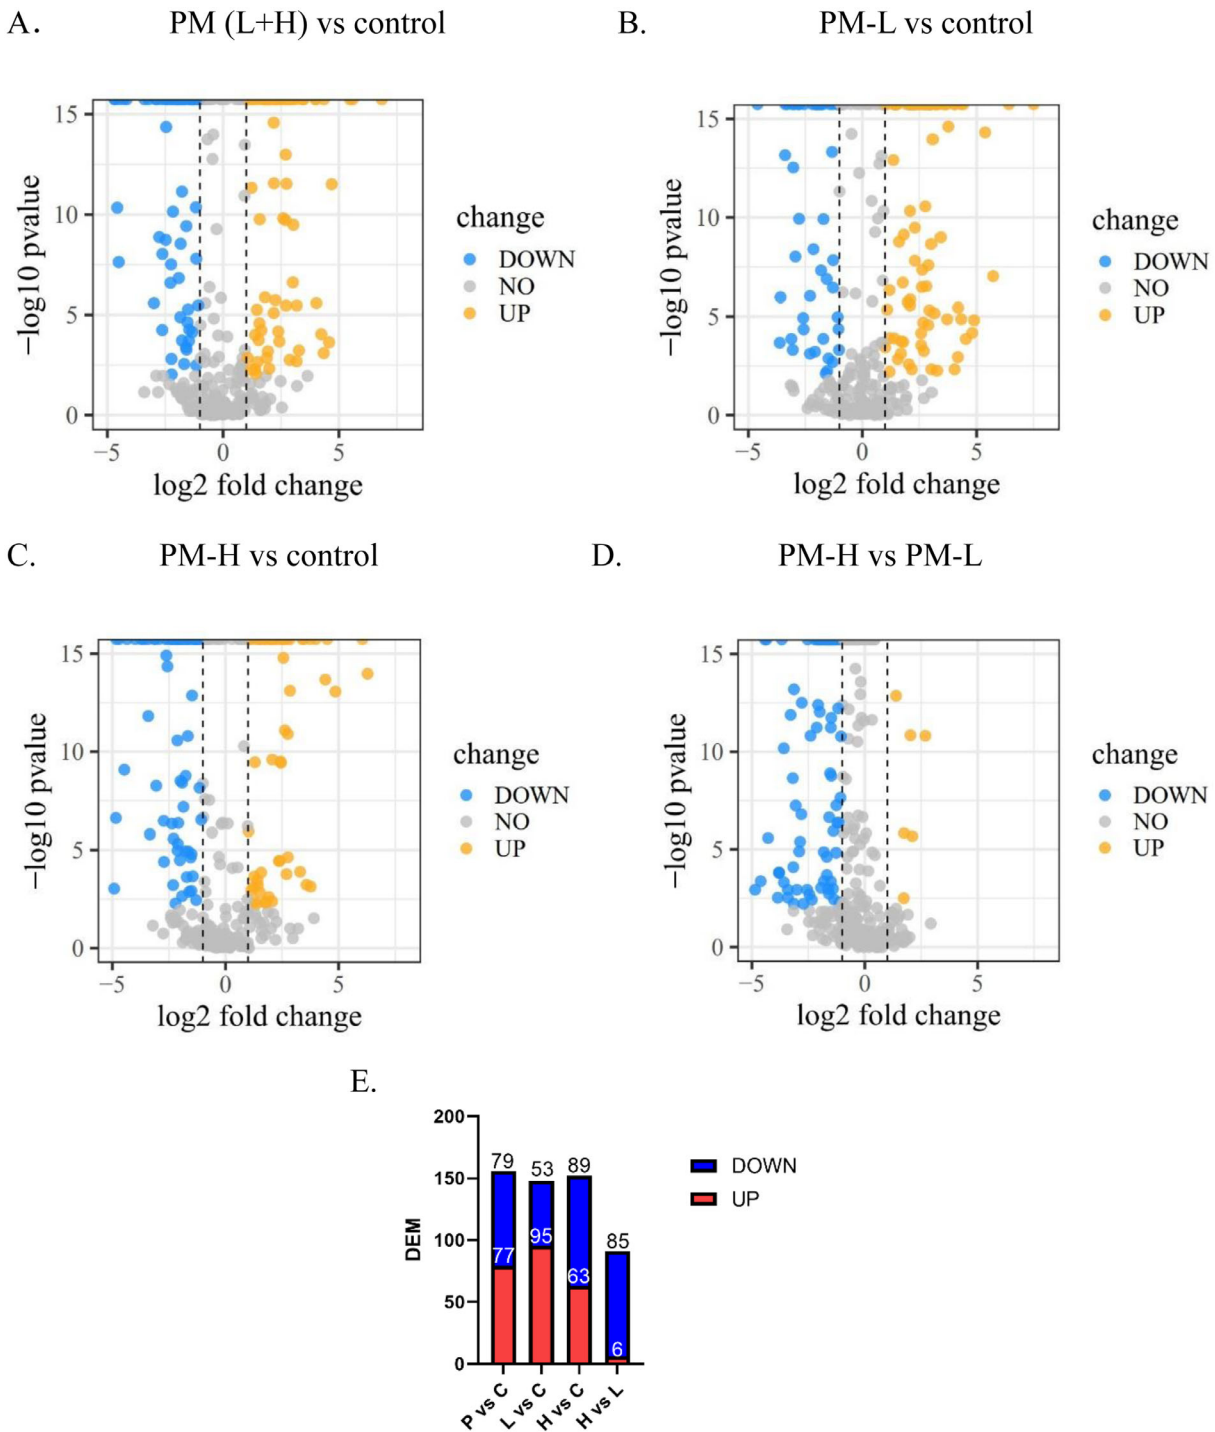 A. PM (L+H) vs control
15
10
5
0
−5 0 5
−log10 pvalue
log2 fold change
change
DOWN
NO
UP
B. PM-L vs control
15
10
5
0
−5 0 5
−log10 pvalue
log2 fold change
change
DOWN
NO
UP
C. PM-H vs control
15
10
5
0
−5 0 5
−log10 pvalue
log2 fold change
change
DOWN
NO
UP
D. PM-H vs PM-L
15
10
5
0
−5 0 5
−log10 pvalue
log2 fold change
change
DOWN
NO
UP
E.
200
150
100
50
0
DEM
79 53 89 85
77 95 63 6
P vs C
L vs C
H vs C
H vs L
DOWN
UP